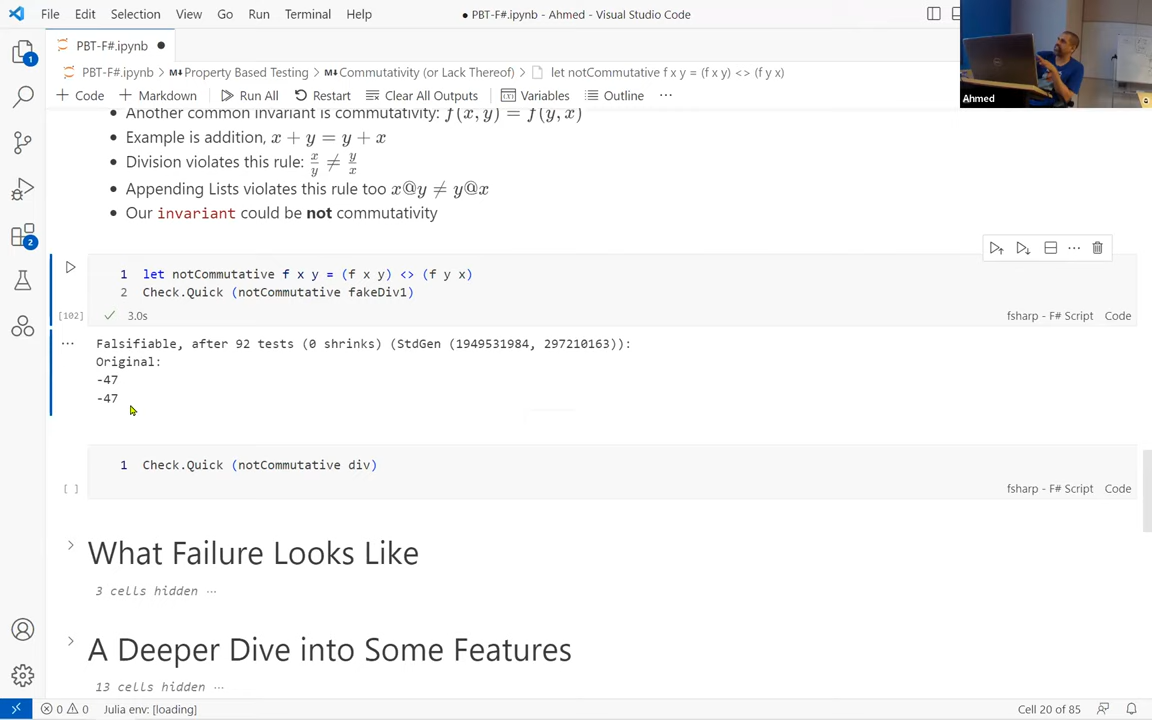 File Edit Selection View Go Run Terminal Help
● PBT-F#.ipynb - Ahmed - Visual Studio Code
PBT-F#.ipynb ●
PBT-F#.ipynb > M↓Property Based Testing > M↓Commutativity (or Lack Thereof) > let notCommutative f x y = (f x y) <> (f y x)
+ Code + Markdown Run All Restart Clear All Outputs Variables Outline ···
Ahmed
• Another common invariant is commutativity: f(x, y) = f(y, x)
• Example is addition, x + y = y + x
• Division violates this rule: x/y ≠ y/x
• Appending Lists violates this rule too x@y ≠ y@x
• Our invariant could be not commutativity
1 let notCommutative f x y = (f x y) <> (f y x)
2 Check.Quick (notCommutative fakeDiv1)
[102] ✓ 3.0s fsharp - F# Script Code
··· Falsifiable, after 92 tests (0 shrinks) (StdGen (1949531984, 297210163)):
Original:
-47
-47
1 Check.Quick (notCommutative div)
[ ] fsharp - F# Script Code
> What Failure Looks Like
3 cells hidden ···
> A Deeper Dive into Some Features
13 cells hidden ···
1
2
0 0 Julia env: [loading] Cell 20 of 85